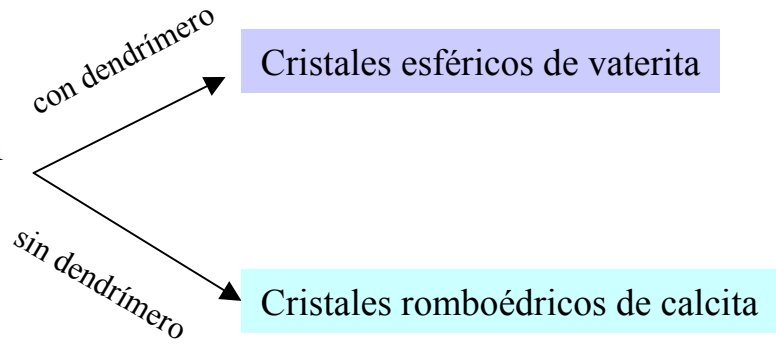 con dendrímero
Cristales esféricos de vaterita
sin dendrímero
Cristales romboédricos de calcita